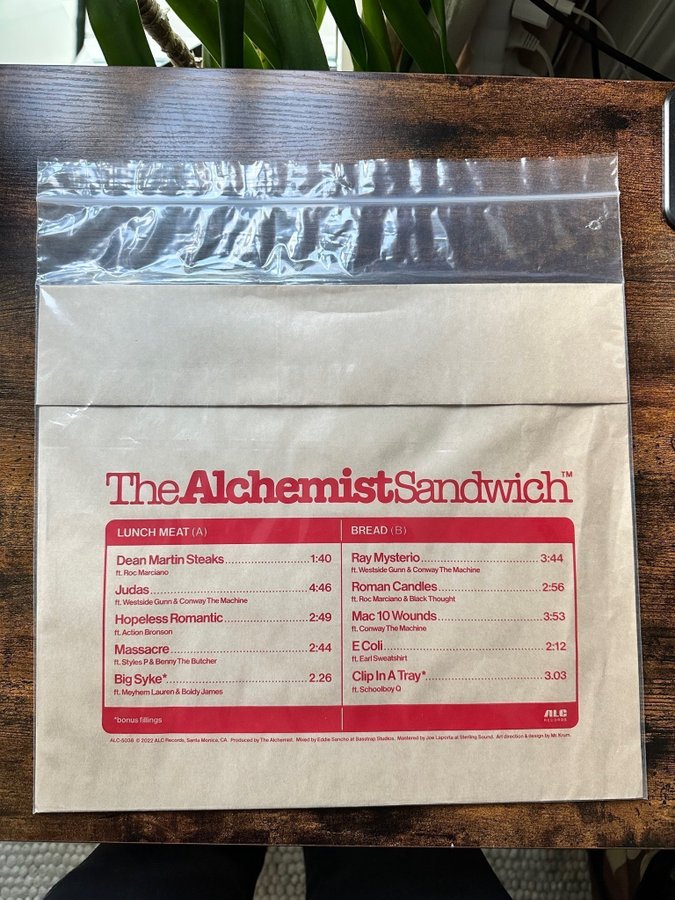 The Alchemist Sandwich™
LUNCH MEAT (A)
Dean Martin Steaks 1:40
ft. Roc Marciano
Judas 4:46
ft. Westside Gunn & Conway The Machine
Hopeless Romantic 2:49
ft. Action Bronson
Massacre 2:44
ft. Styles P & Benny The Butcher
Big Syke* 2.26
ft. Meyhem Lauren & Boldy James
*bonus fillings
BREAD (B)
Ray Mysterio 3:44
ft. Westside Gunn & Conway The Machine
Roman Candles 2:56
ft. Roc Marciano & Black Thought
Mac 10 Wounds 3:53
ft. Conway The Machine
E Coli 2:12
ft. Earl Sweatshirt
Clip In A Tray* 3.03
ft. Schoolboy Q
ALC
RECORDS
ALC-5036 © 2022 ALC Records, Santa Monica, CA. Produced by The Alchemist. Mixed by Eddie Sancho at Basstrap Studios. Mastered by Joe Laporta at Sterling Sound. Art direction & design by Mr. Krum.